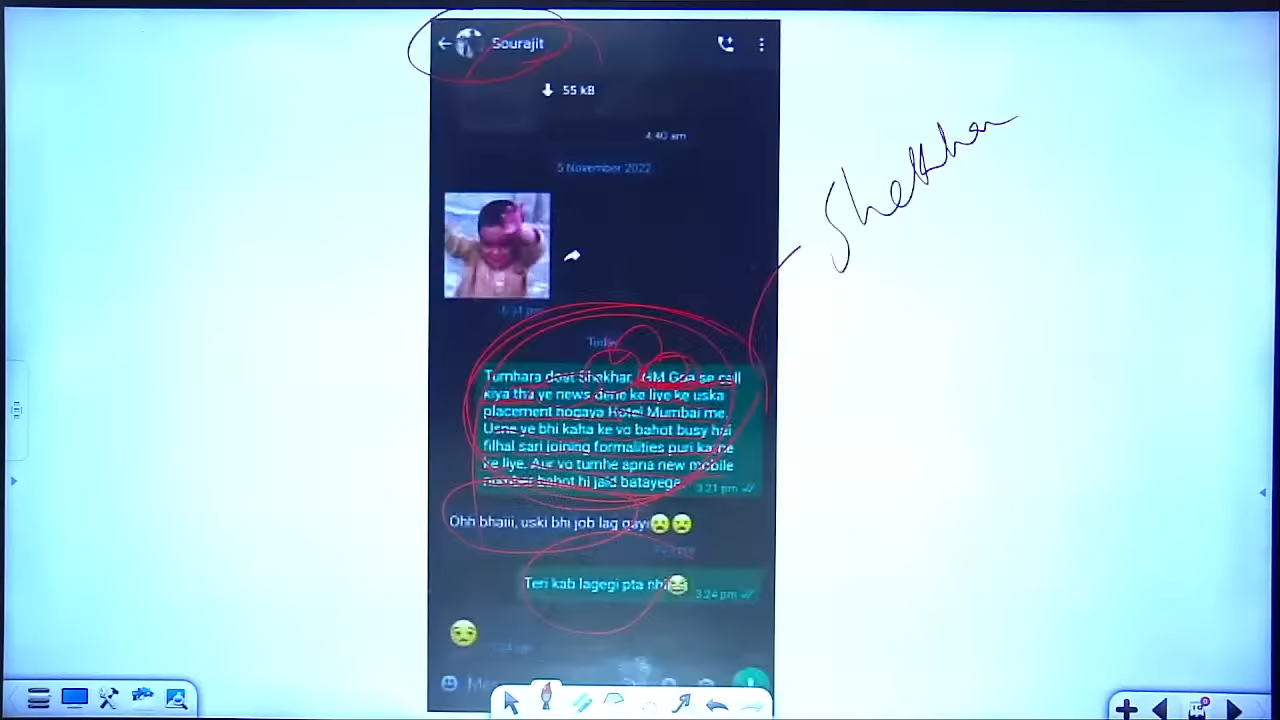 Sourajit
55 kB
4:40 am
5 November 2022
Today
Tumhara dost Shakhar, IHM Goa se call
kiya tha ye news dene ke liye ke uska
placement hogaya Hotel Mumbai me.
Usne ye bhi kaha ke vo bahot busy hai
filhal sari joining formalities puri karne
ke liye. Aur vo tumhe apna new mobile
number bahot hi jald batayega.
3:21 pm
Ohh bhaiii, uski bhi job lag gayi
Teri kab lagegi pta nhi
3:24 pm
Shekhar